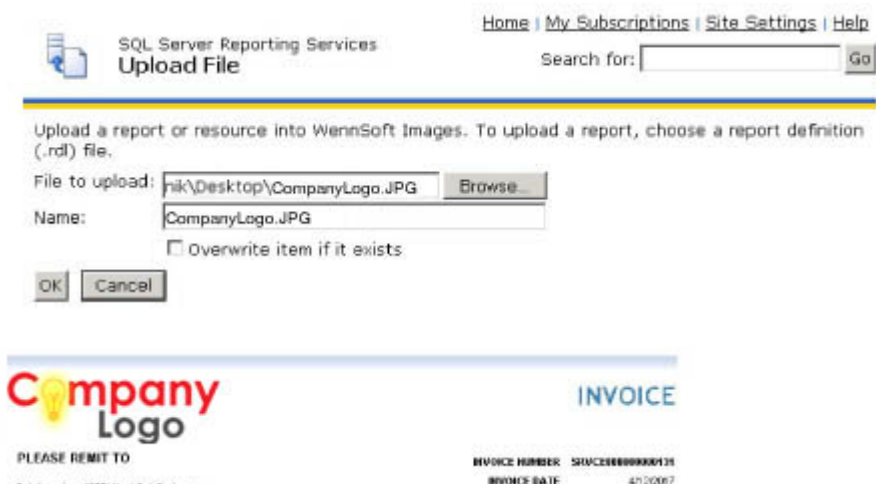 Home | My Subscriptions | Site Settings | Help
SQL Server Reporting Services
Upload File
Search for:
Go
Upload a report or resource into WennSoft Images. To upload a report, choose a report definition
(.rdl) file.
File to upload: nik\Desktop\CompanyLogo.JPG Browse...
Name: CompanyLogo.JPG
Overwrite item if it exists
OK Cancel
Company
Logo
INVOICE
PLEASE REMIT TO
INVOICE NUMBER
INVOICE DATE